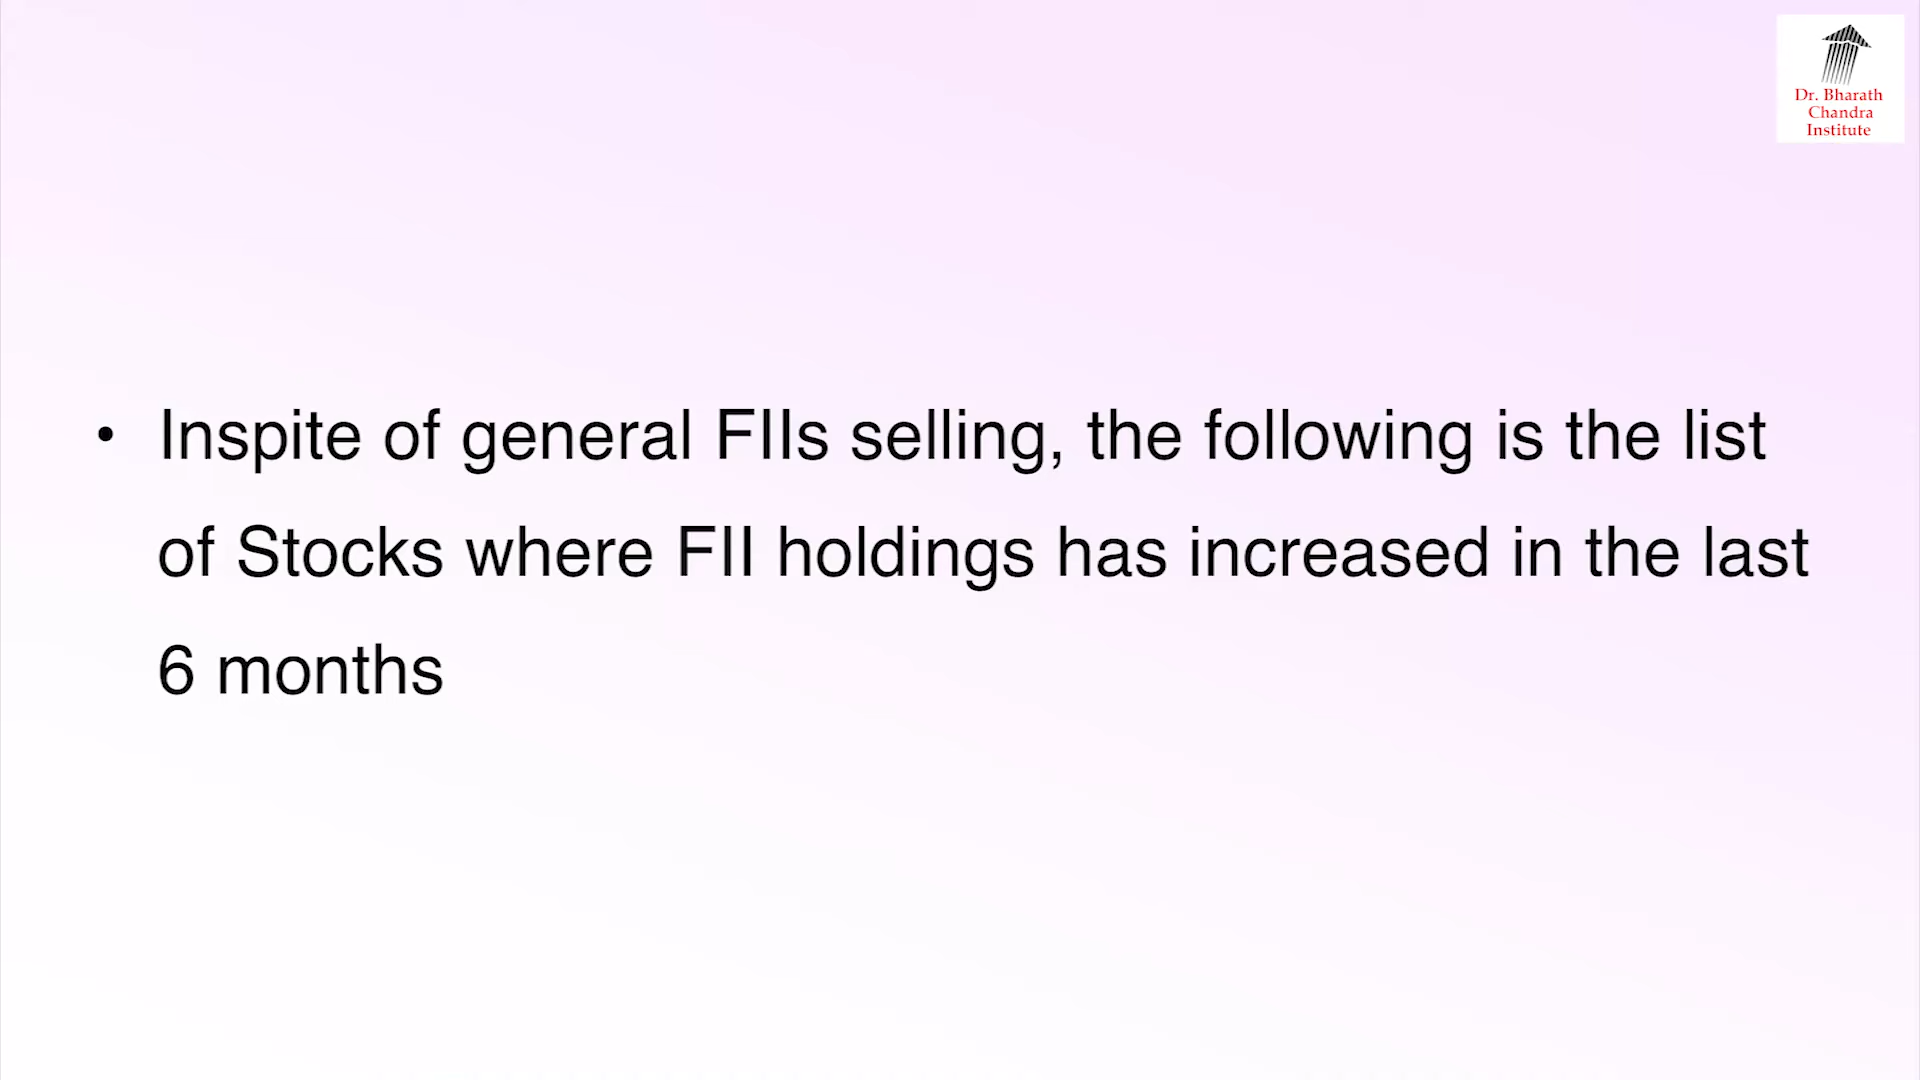 Dr. Bharath
Chandra
Institute
• Inspite of general FIIs selling, the following is the list
of Stocks where FII holdings has increased in the last
6 months